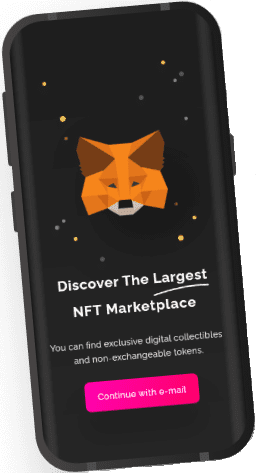 Discover The Largest
NFT Marketplace
You can find exclusive digital collectibles
and non-exchangeable tokens.
Continue with e-mail